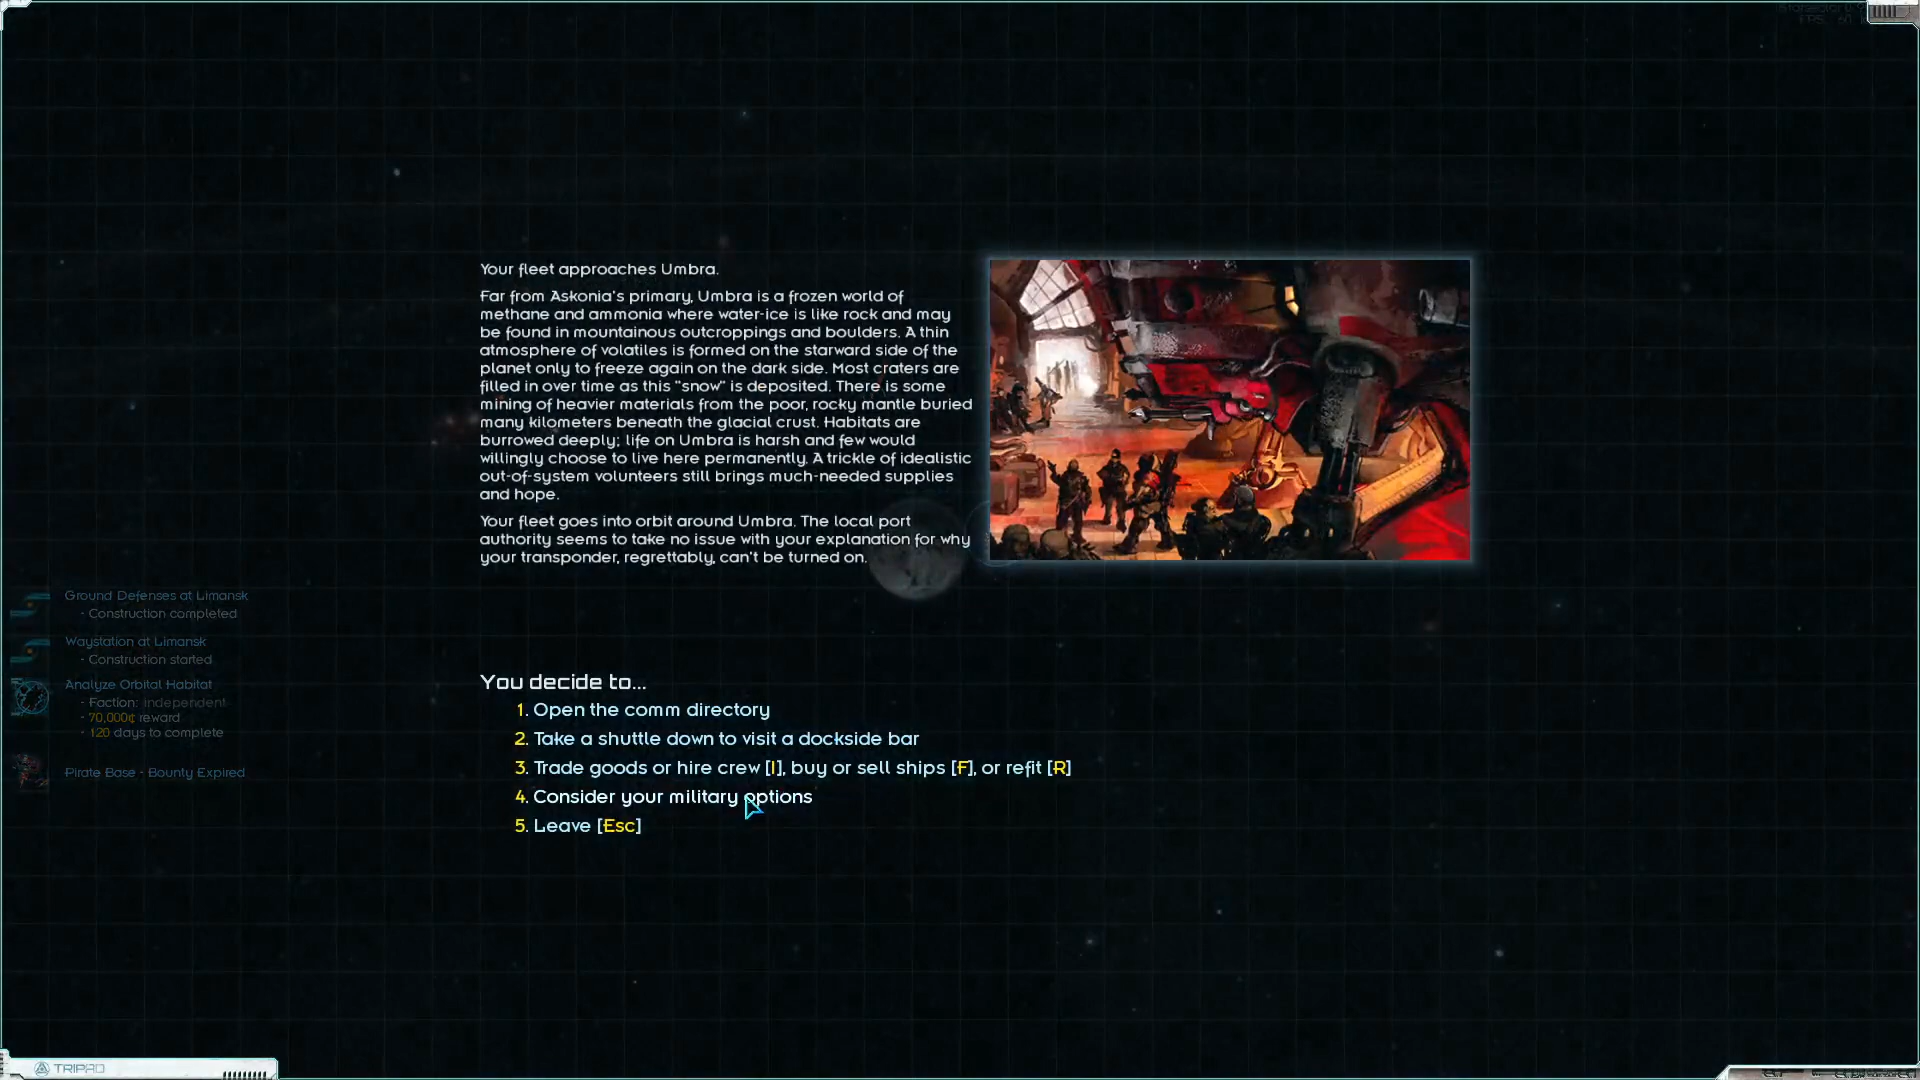 Your fleet approaches Umbra.
Far from Askonia's primary, Umbra is a frozen world of
methane and ammonia where water-ice is like rock and may
be found in mountainous outcroppings and boulders. A thin
atmosphere of volatiles is formed on the starward side of the
planet only to freeze again on the dark side. Most craters are
filled in over time as this "snow" is deposited. There is some
mining of heavier materials from the poor, rocky mantle buried
many kilometers beneath the glacial crust. Habitats are
burrowed deeply; life on Umbra is harsh and few would
willingly choose to live here permanently. A trickle of idealistic
out-of-system volunteers still brings much-needed supplies
and hope.
Your fleet goes into orbit around Umbra. The local port
authority seems to take no issue with your explanation for why
your transponder, regrettably, can't be turned on.
Ground Defenses at Limansk
- Construction completed
Waystation at Limansk
- Construction started
Analyze Orbital Habitat
- Faction: independent
- 70,000¢ reward
- 120 days to complete
Pirate Base - Bounty Expired
You decide to...
1. Open the comm directory
2. Take a shuttle down to visit a dockside bar
3. Trade goods or hire crew [I], buy or sell ships [F], or refit [R]
4. Consider your military options
5. Leave [Esc]
TRIPAD